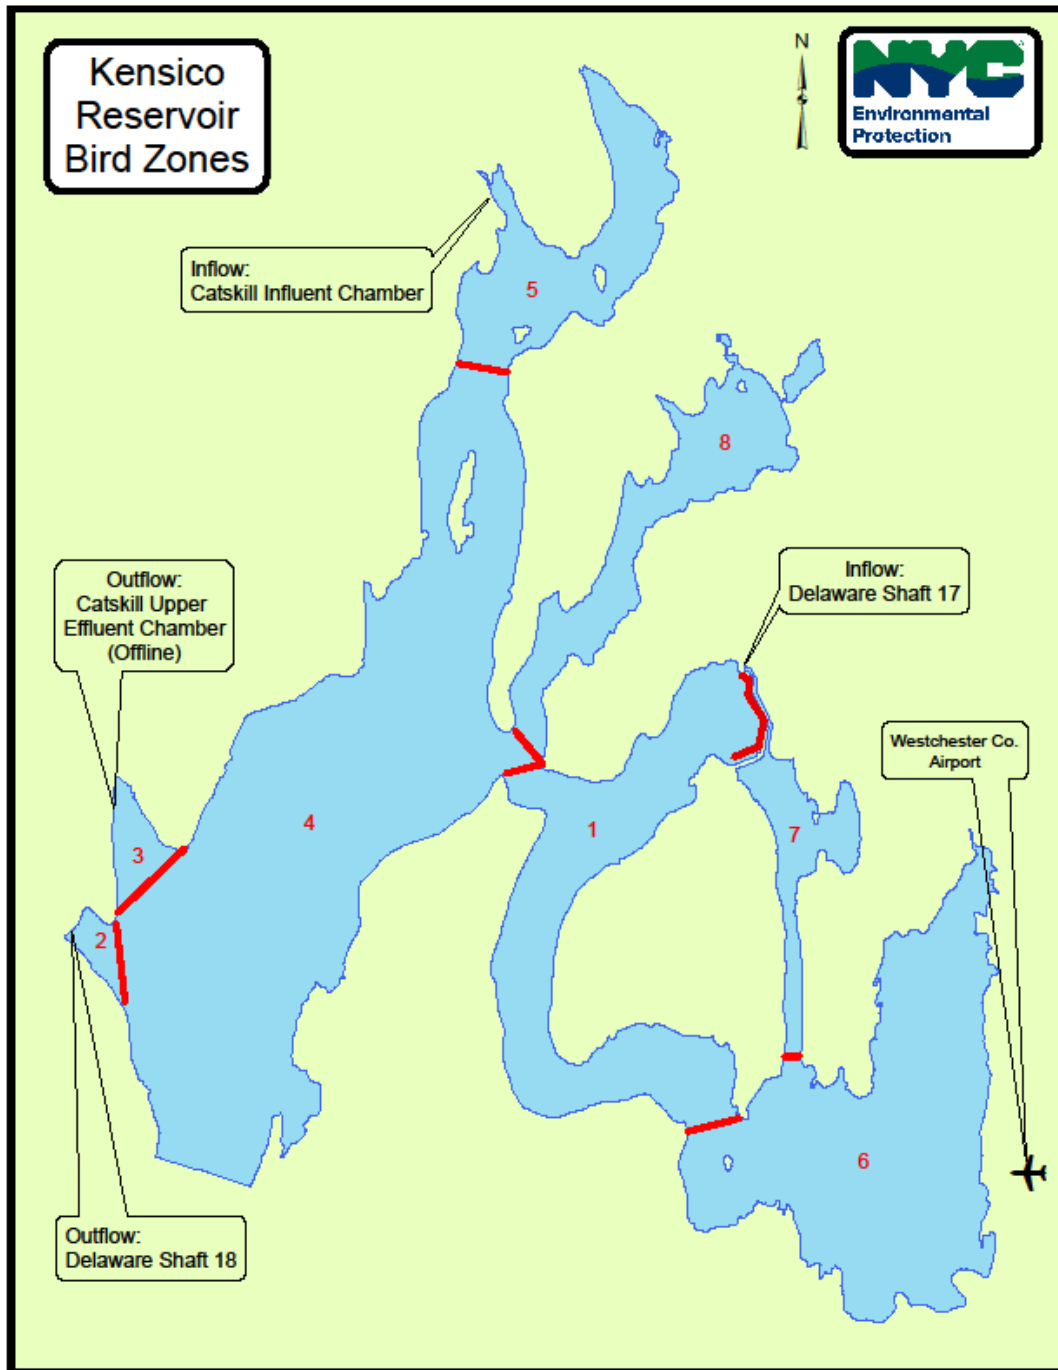 Kensico
Reservoir
Bird Zones
N
NYC
Environmental
Protection
Inflow:
Catskill Influent Chamber
5
8
Outflow:
Catskill Upper
Effluent Chamber
(Offline)
Inflow:
Delaware Shaft 17
Westchester Co.
Airport
4
1
7
3
2
6
Outflow:
Delaware Shaft 18